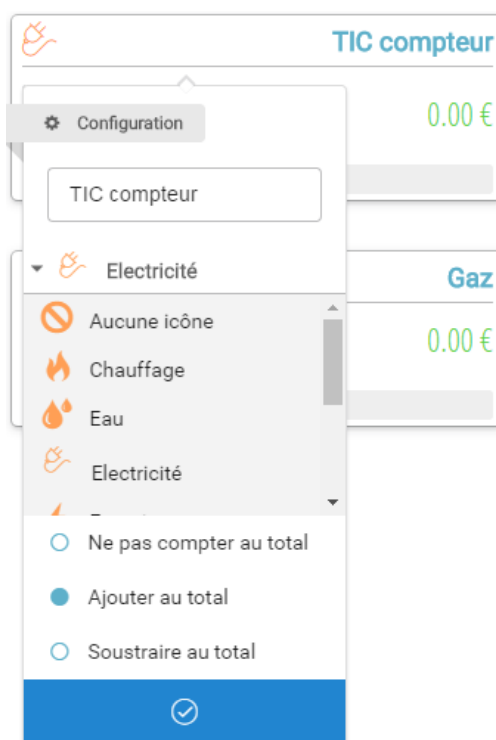 TIC compteur
Configuration
0.00 €
TIC compteur
Electricité
Gaz
Aucune icône
0.00 €
Chauffage
Eau
Electricité
Ne pas compter au total
Ajouter au total
Soustraire au total